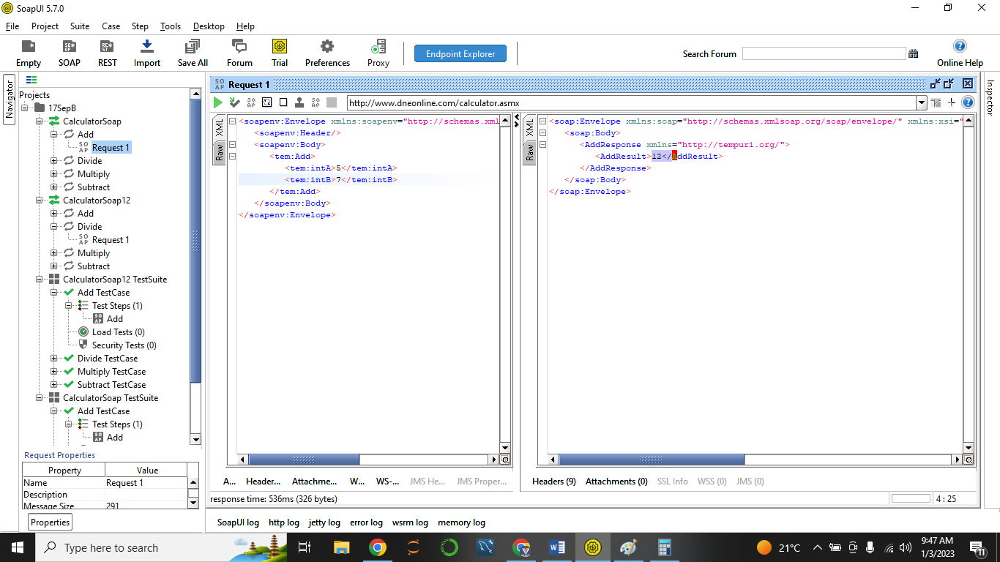 SoapUI 5.7.0
File Project Suite Case Step Tools Desktop Help
Empty SOAP REST Import Save All Forum Trial Preferences Proxy Endpoint Explorer Search Forum Online Help
Navigator
Projects
17SepB
CalculatorSoap
Add
SOAP Request 1
Divide
Multiply
Subtract
CalculatorSoap12
Add
Divide
SOAP Request 1
Multiply
Subtract
CalculatorSoap12 TestSuite
Add TestCase
Test Steps (1)
SOAP Add
Load Tests (0)
Security Tests (0)
Divide TestCase
Multiply TestCase
Subtract TestCase
CalculatorSoap TestSuite
Add TestCase
Test Steps (1)
SOAP Add
Request Properties
Property Value
Name Request 1
Description
Message Size 291
Properties
SOAP Request 1
http://www.dneonline.com/calculator.asmx
XML
Raw
<soapenv:Envelope xmlns:soapenv="http://schemas.xml
<soapenv:Header/>
<soapenv:Body>
<tem:Add>
<tem:intA>5</tem:intA>
<tem:intB>7</tem:intB>
</tem:Add>
</soapenv:Body>
</soapenv:Envelope>
A... Header... Attachme... W... WS-... JMS He... JMS Proper...
XML
Raw
<soap:Envelope xmlns:soap="http://schemas.xmlsoap.org/soap/envelope/" xmlns:xsi="
<soap:Body>
<AddResponse xmlns="http://tempuri.org/">
<AddResult>12</AddResult>
</AddResponse>
</soap:Body>
</soap:Envelope>
Headers (9) Attachments (0) SSL Info WSS (0) JMS (0)
response time: 536ms (326 bytes)
4 : 25
Inspector
SoapUI log http log jetty log error log wsrm log memory log
Type here to search
21°C
9:47 AM
1/3/2023
11